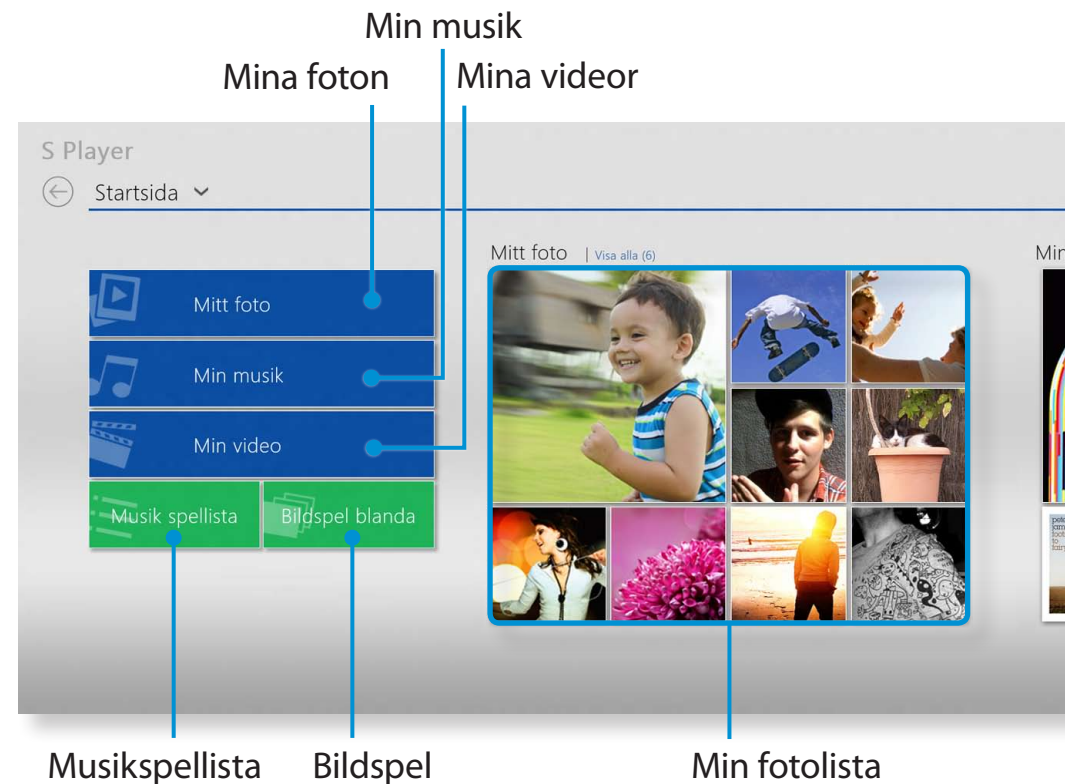 Min musik
Mina foton
Mina videor
S Player
Startsida
Mitt foto | Visa alla (6)
Min
Mitt foto
Min musik
Min video
Musik spellista
Bildspel blanda
Musikspellista
Bildspel
Min fotolista